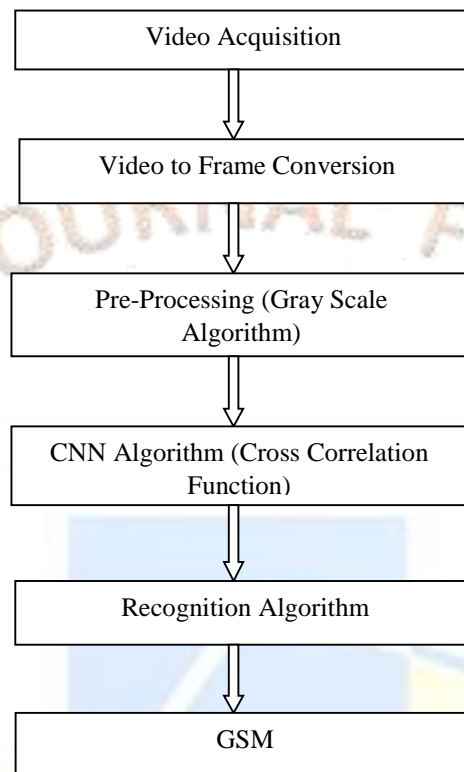 Video Acquisition
Video to Frame Conversion
OURNAL
Pre-Processing (Gray Scale
Algorithm)
CNN Algorithm (Cross Correlation
Function)
Recognition Algorithm
GSM